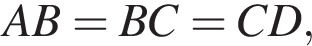 AB = BC = CD,